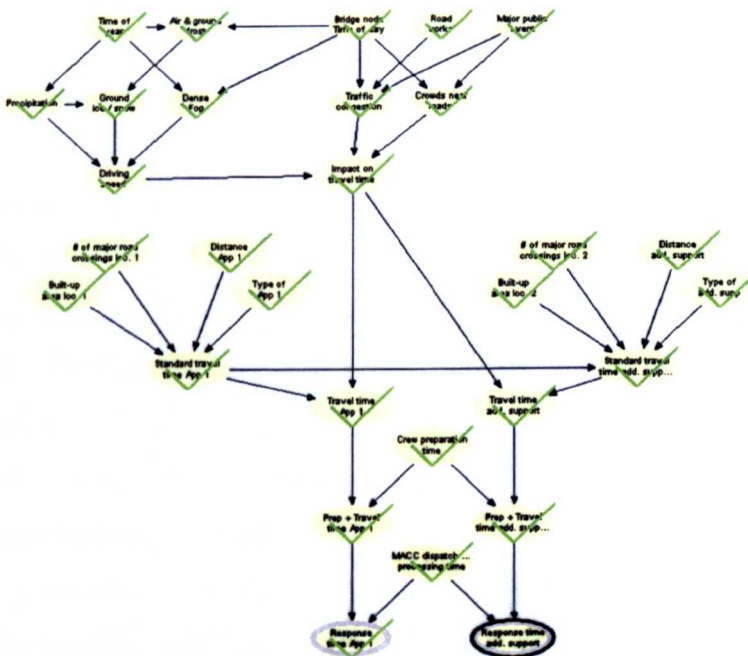 Time of
year
Air & ground
frost
Bridge node
Time of day
Road
works
Major public
event
Precipitation
Ground
ice / snow
Dense
Fog
Traffic
congestion
Crowds near
roads
Driving
speed
Impact on
travel time
# of major road
crossings loc. 1
Distance
App 1
Built-up
area loc. 1
Type of
App 1
# of major road
crossings loc. 2
Distance
add. support
Built-up
area loc. 2
Type of
add. supp
Standard travel
time App 1
Standard travel
time add. supp...
Travel time
App 1
Travel time
add. support
Crew preparation
time
Prep + Travel
time App 1
Prep + Travel
time add. supp...
MACC dispatch ...
processing time
Response
time App 1
Response time
add. support